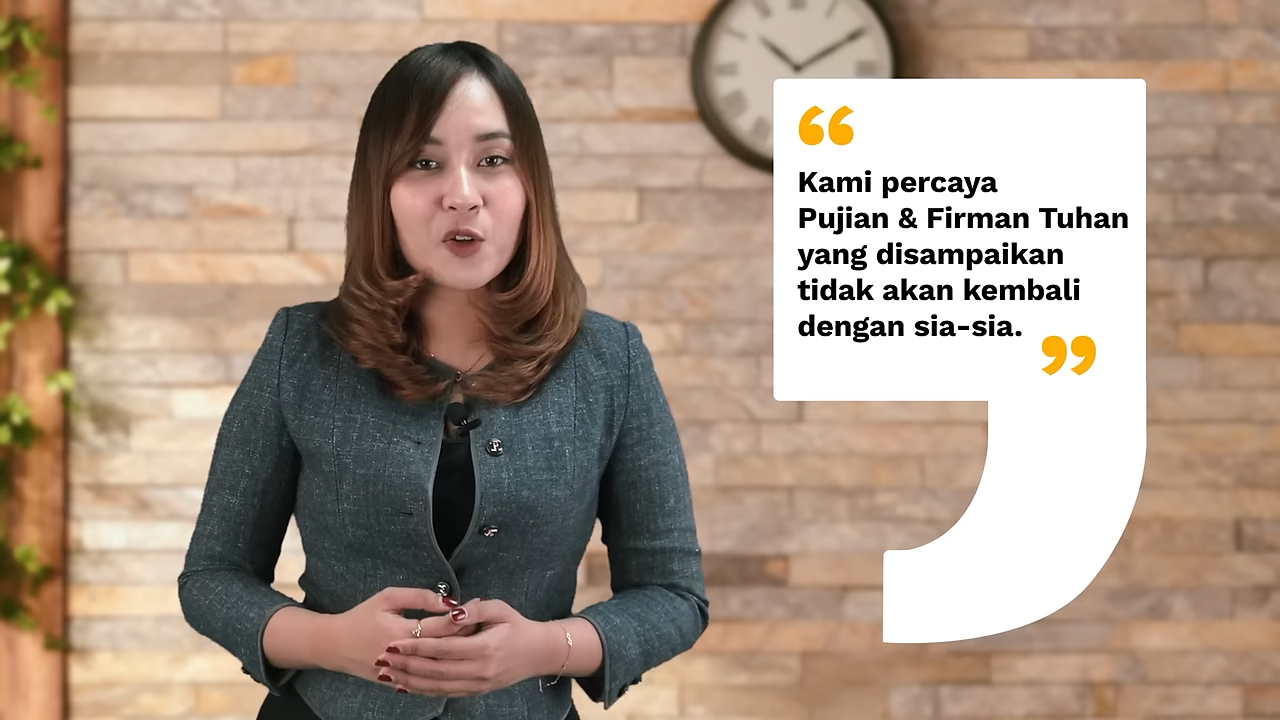 “
Kami percaya
Pujian & Firman Tuhan
yang disampaikan
tidak akan kembali
dengan sia-sia.
”